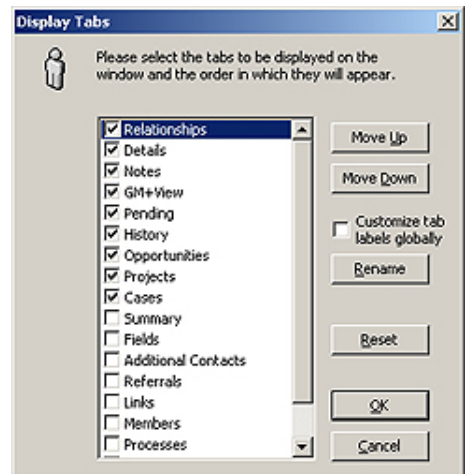 Display Tabs
Please select the tabs to be displayed on the
window and the order in which they will appear.
Relationships
Details
Notes
GM+View
Pending
History
Opportunities
Projects
Cases
Summary
Fields
Additional Contacts
Referrals
Links
Members
Processes
Move Up
Move Down
Customize tab
labels globally
Rename
Reset
OK
Cancel